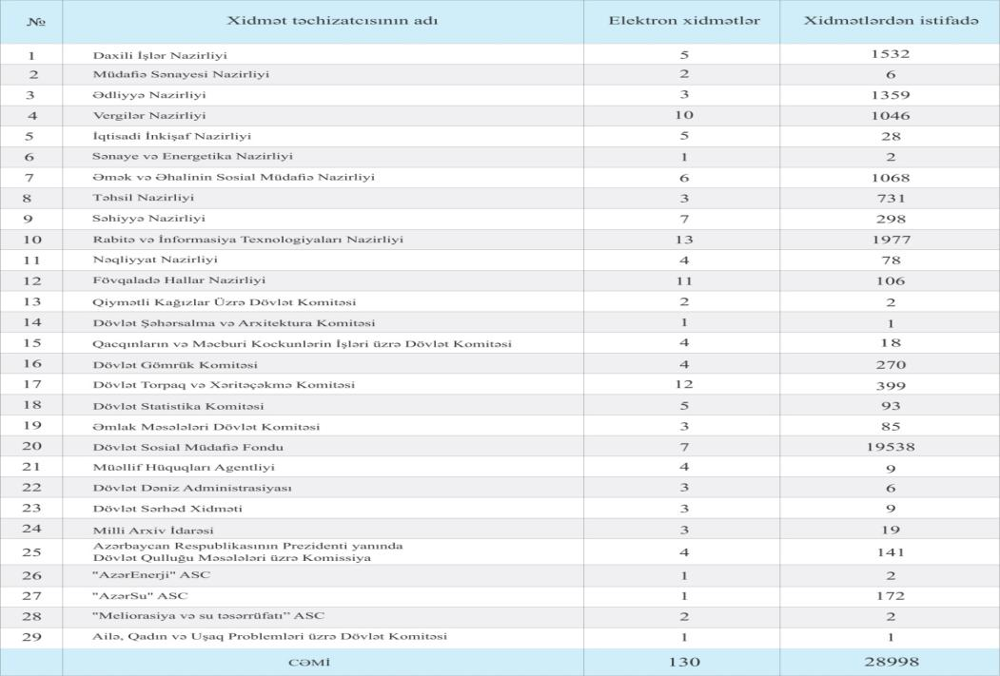 № Xidmət təchizatcısının adı Elektron xidmətlər Xidmətlərdən istifadə
1 Daxili İşlər Nazirliyi 5 1532
2 Müdafiə Sənayesi Nazirliyi 2 6
3 Ədliyyə Nazirliyi 3 1359
4 Vergilər Nazirliyi 10 1046
5 İqtisadi İnkişaf Nazirliyi 5 28
6 Sənaye və Energetika Nazirliyi 1 2
7 Əmək və Əhalinin Sosial Müdafiə Nazirliyi 6 1068
8 Təhsil Nazirliyi 3 731
9 Səhiyyə Nazirliyi 7 298
10 Rabitə və İnformasiya Texnologiyaları Nazirliyi 13 1977
11 Nəqliyyat Nazirliyi 4 78
12 Fövqaladə Hallar Nazirliyi 11 106
13 Qiymətli Kağızlar Üzrə Dövlət Komitəsi 2 2
14 Dövlət Şəhərsalma və Arxitektura Komitəsi 1 1
15 Qacqınların və Məcburi Kockunlərin İşləri üzrə Dövlət Komitəsi 4 18
16 Dövlət Gömrük Komitəsi 4 270
17 Dövlət Torpaq və Xəritəçəkmə Komitəsi 12 399
18 Dövlət Statistika Komitəsi 5 93
19 Əmlak Məsələləri Dövlət Komitəsi 3 85
20 Dövlət Sosial Müdafiə Fondu 7 19538
21 Müəllif Hüquqları Agentliyi 4 9
22 Dövlət Dəniz Administrasiyası 3 6
23 Dövlət Sərhəd Xidməti 3 9
24 Milli Arxiv İdarəsi 3 19
25 Azərbaycan Respublikasının Prezidenti yanında
Dövlət Qulluğu Məsələləri üzrə Komissiya 4 141
26 "AzərEnerji" ASC 1 2
27 "AzərSu" ASC 1 172
28 "Meliorasiya və su təsərrüfatı" ASC 2 2
29 Ailə, Qadın və Uşaq Problemləri üzrə Dövlət Komitəsi 1 1
CƏMİ 130 28998